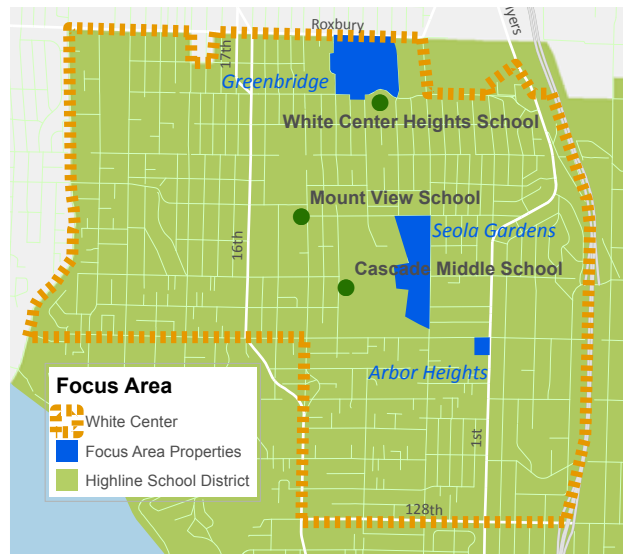 Roxbury
17th
Greenbridge
White Center Heights School
Mount View School
Seola Gardens
16th
Cascade Middle School
Arbor Heights
1st
128th
Focus Area
White Center
Focus Area Properties
Highline School District